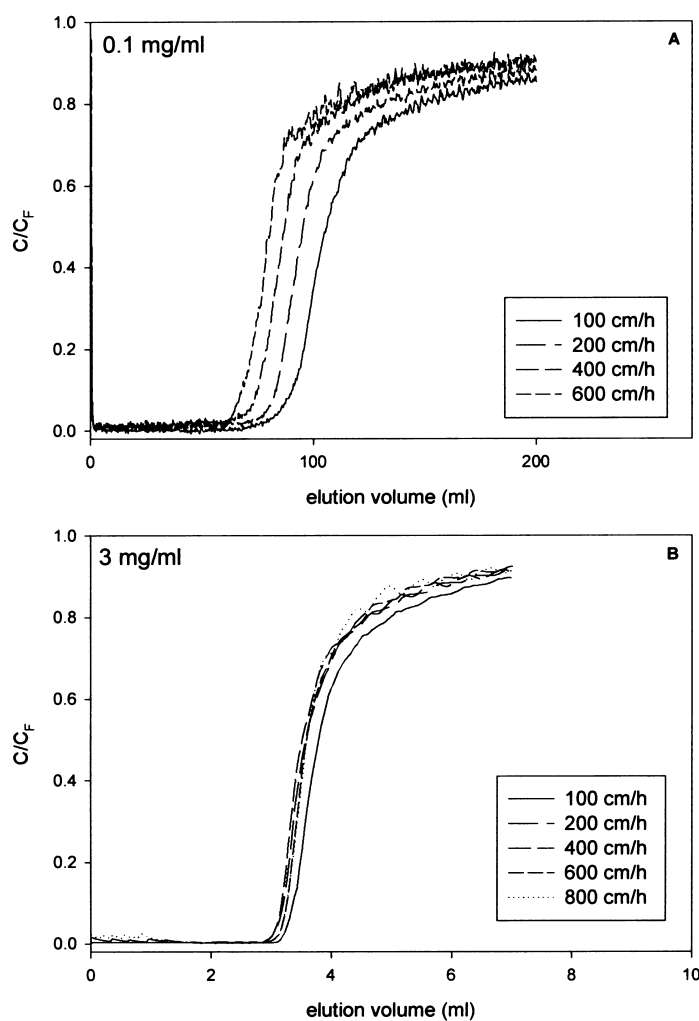 0.1 mg/ml
A
1.0
0.8
0.6
0.4
0.2
0.0
C/CF
100 cm/h
200 cm/h
400 cm/h
600 cm/h
0
100
200
elution volume (ml)
3 mg/ml
B
1.0
0.8
0.6
0.4
0.2
0.0
C/CF
100 cm/h
200 cm/h
400 cm/h
600 cm/h
800 cm/h
0
2
4
6
8
10
elution volume (ml)